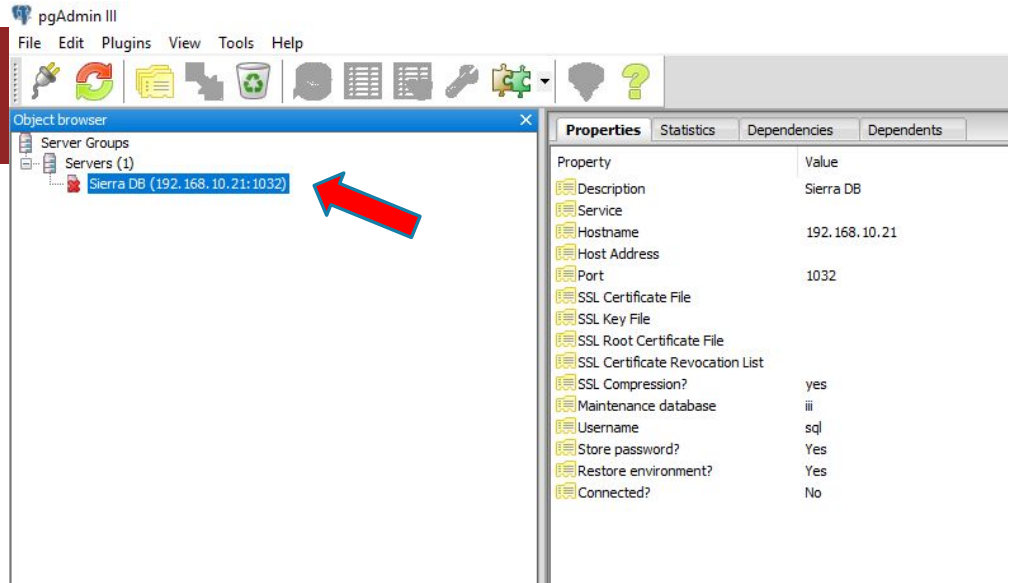 pgAdmin III
File Edit Plugins View Tools Help
Object browser
Server Groups
Servers (1)
Sierra DB (192.168.10.21:1032)
Properties Statistics Dependencies Dependents
Property Value
Description Sierra DB
Service
Hostname 192.168.10.21
Host Address
Port 1032
SSL Certificate File
SSL Key File
SSL Root Certificate File
SSL Certificate Revocation List
SSL Compression? yes
Maintenance database iii
Username sql
Store password? Yes
Restore environment? Yes
Connected? No